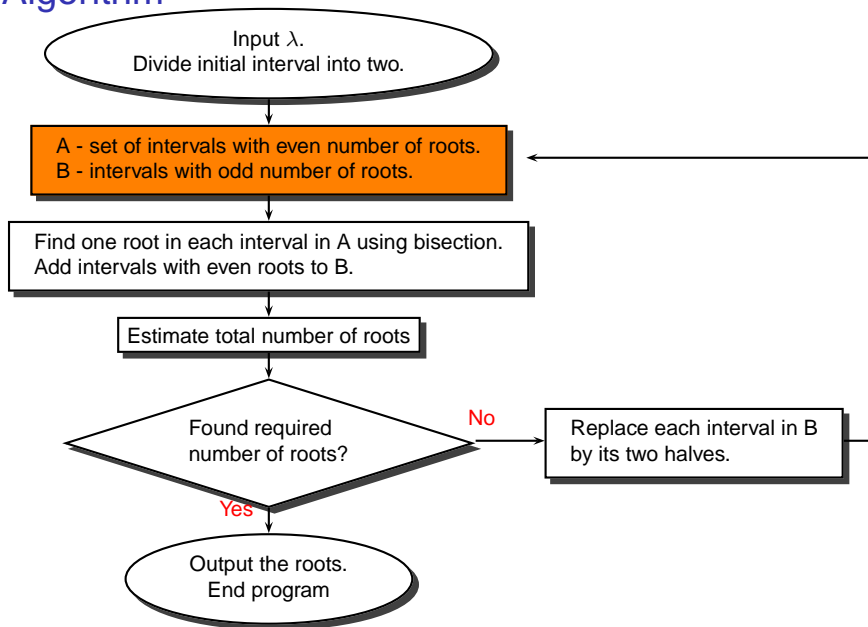 Algorithm
Input λ.
Divide initial interval into two.
A - set of intervals with even number of roots.
B - intervals with odd number of roots.
Find one root in each interval in A using bisection.
Add intervals with even roots to B.
Estimate total number of roots
Found required
number of roots?
No
Replace each interval in B
by its two halves.
Yes
Output the roots.
End program